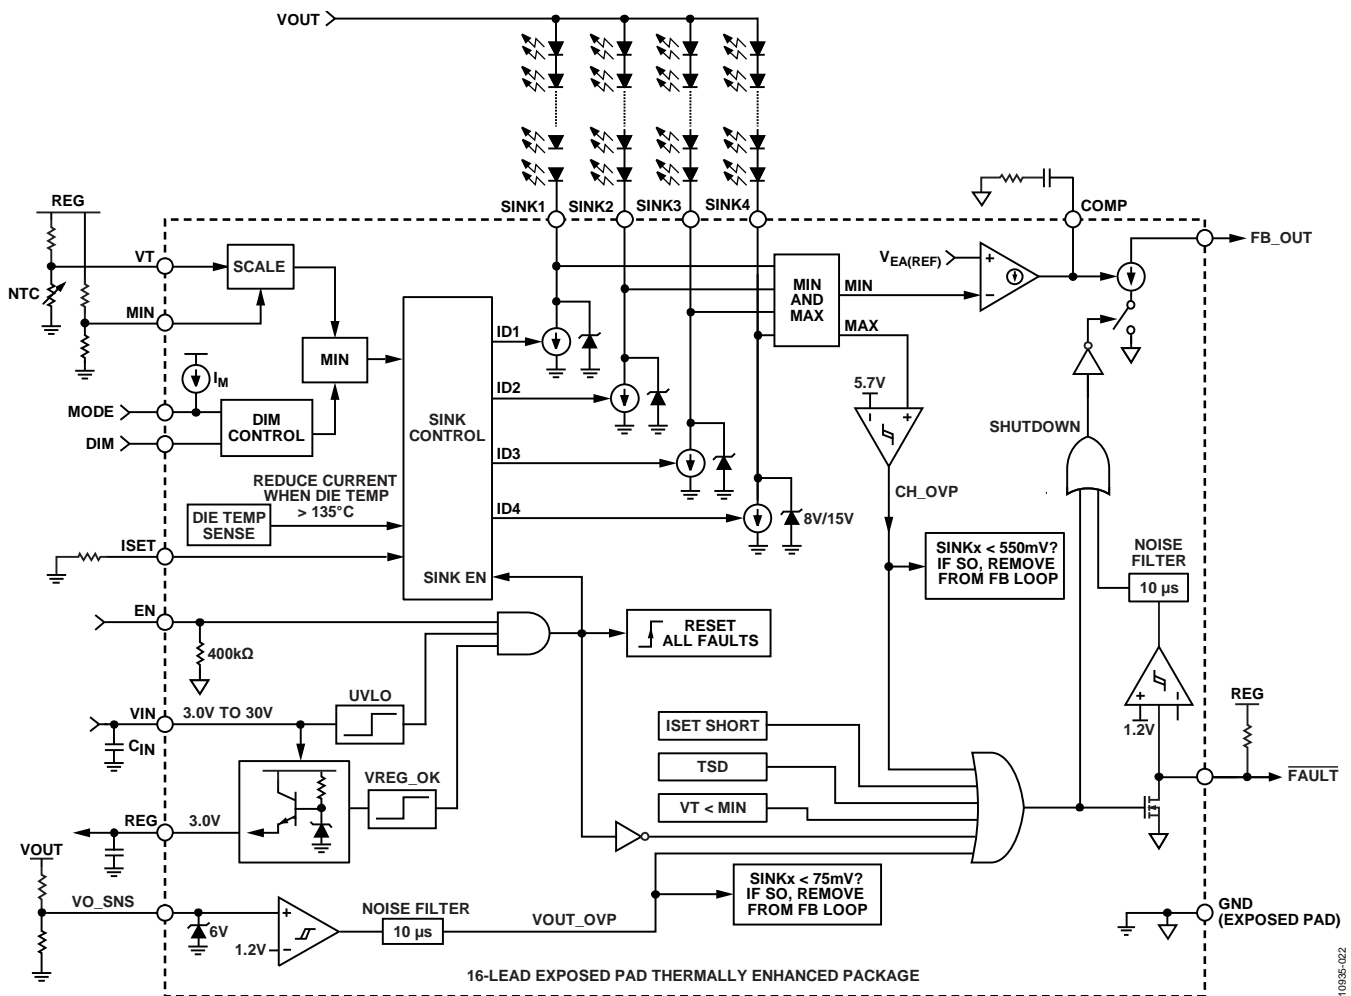 VOUT
SINK1
SINK2
SINK3
SINK4
COMP
REG
FB_OUT
VT
SCALE
V_EA(REF)
NTC
MIN
AND
MAX
MIN
MIN
MAX
ID1
MIN
I_M
5.7V
ID2
MODE
DIM
CONTROL
SINK
CONTROL
SHUTDOWN
DIM
ID3
REDUCE CURRENT
WHEN DIE TEMP
> 135°C
CH_OVP
ID4
DIE TEMP
SENSE
8V/15V
SINKx < 550mV?
IF SO, REMOVE
FROM FB LOOP
NOISE
FILTER
ISET
SINK EN
10 µs
EN
RESET
ALL FAULTS
400kΩ
UVLO
REG
VIN
3.0V TO 30V
ISET SHORT
1.2V
C_IN
TSD
VREG_OK
FAULT
VT < MIN
REG
3.0V
VOUT
SINKx < 75mV?
IF SO, REMOVE
FROM FB LOOP
VO_SNS
NOISE FILTER
VOUT_OVP
GND
(EXPOSED PAD)
6V
10 µs
1.2V
16-LEAD EXPOSED PAD THERMALLY ENHANCED PACKAGE
10935-022